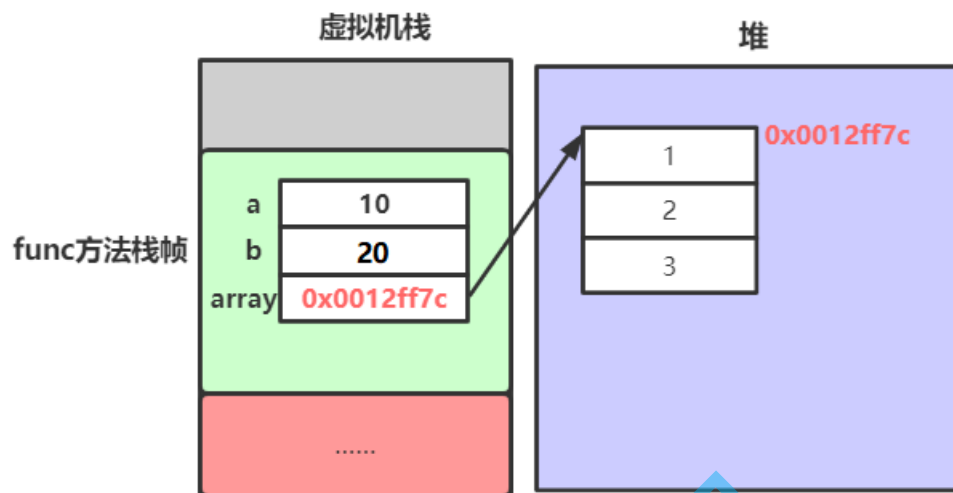 虚拟机栈
堆
0x0012ff7c
a 10
1
b 20
2
func方法栈帧
array 0x0012ff7c
3
......